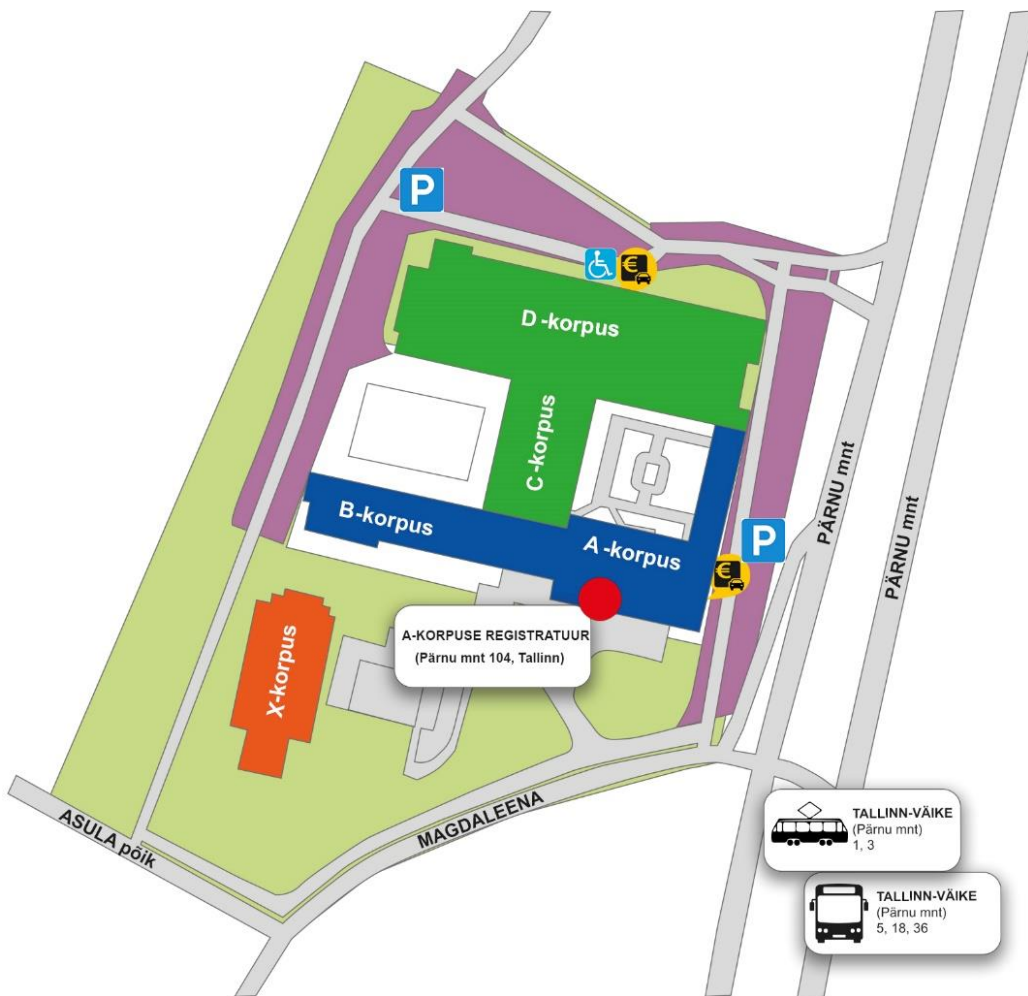 P
€
D-korpus
C-korpus
PÄRNU mnt
PÄRNU mnt
B-korpus
A-korpus
P
€
A-KORPUSE REGISTRATUUR
(Pärnu mnt 104, Tallinn)
X-korpus
MAGDALEENA
ASULA põik
TALLINN-VÄIKE
(Pärnu mnt)
1, 3
TALLINN-VÄIKE
(Pärnu mnt)
5, 18, 36